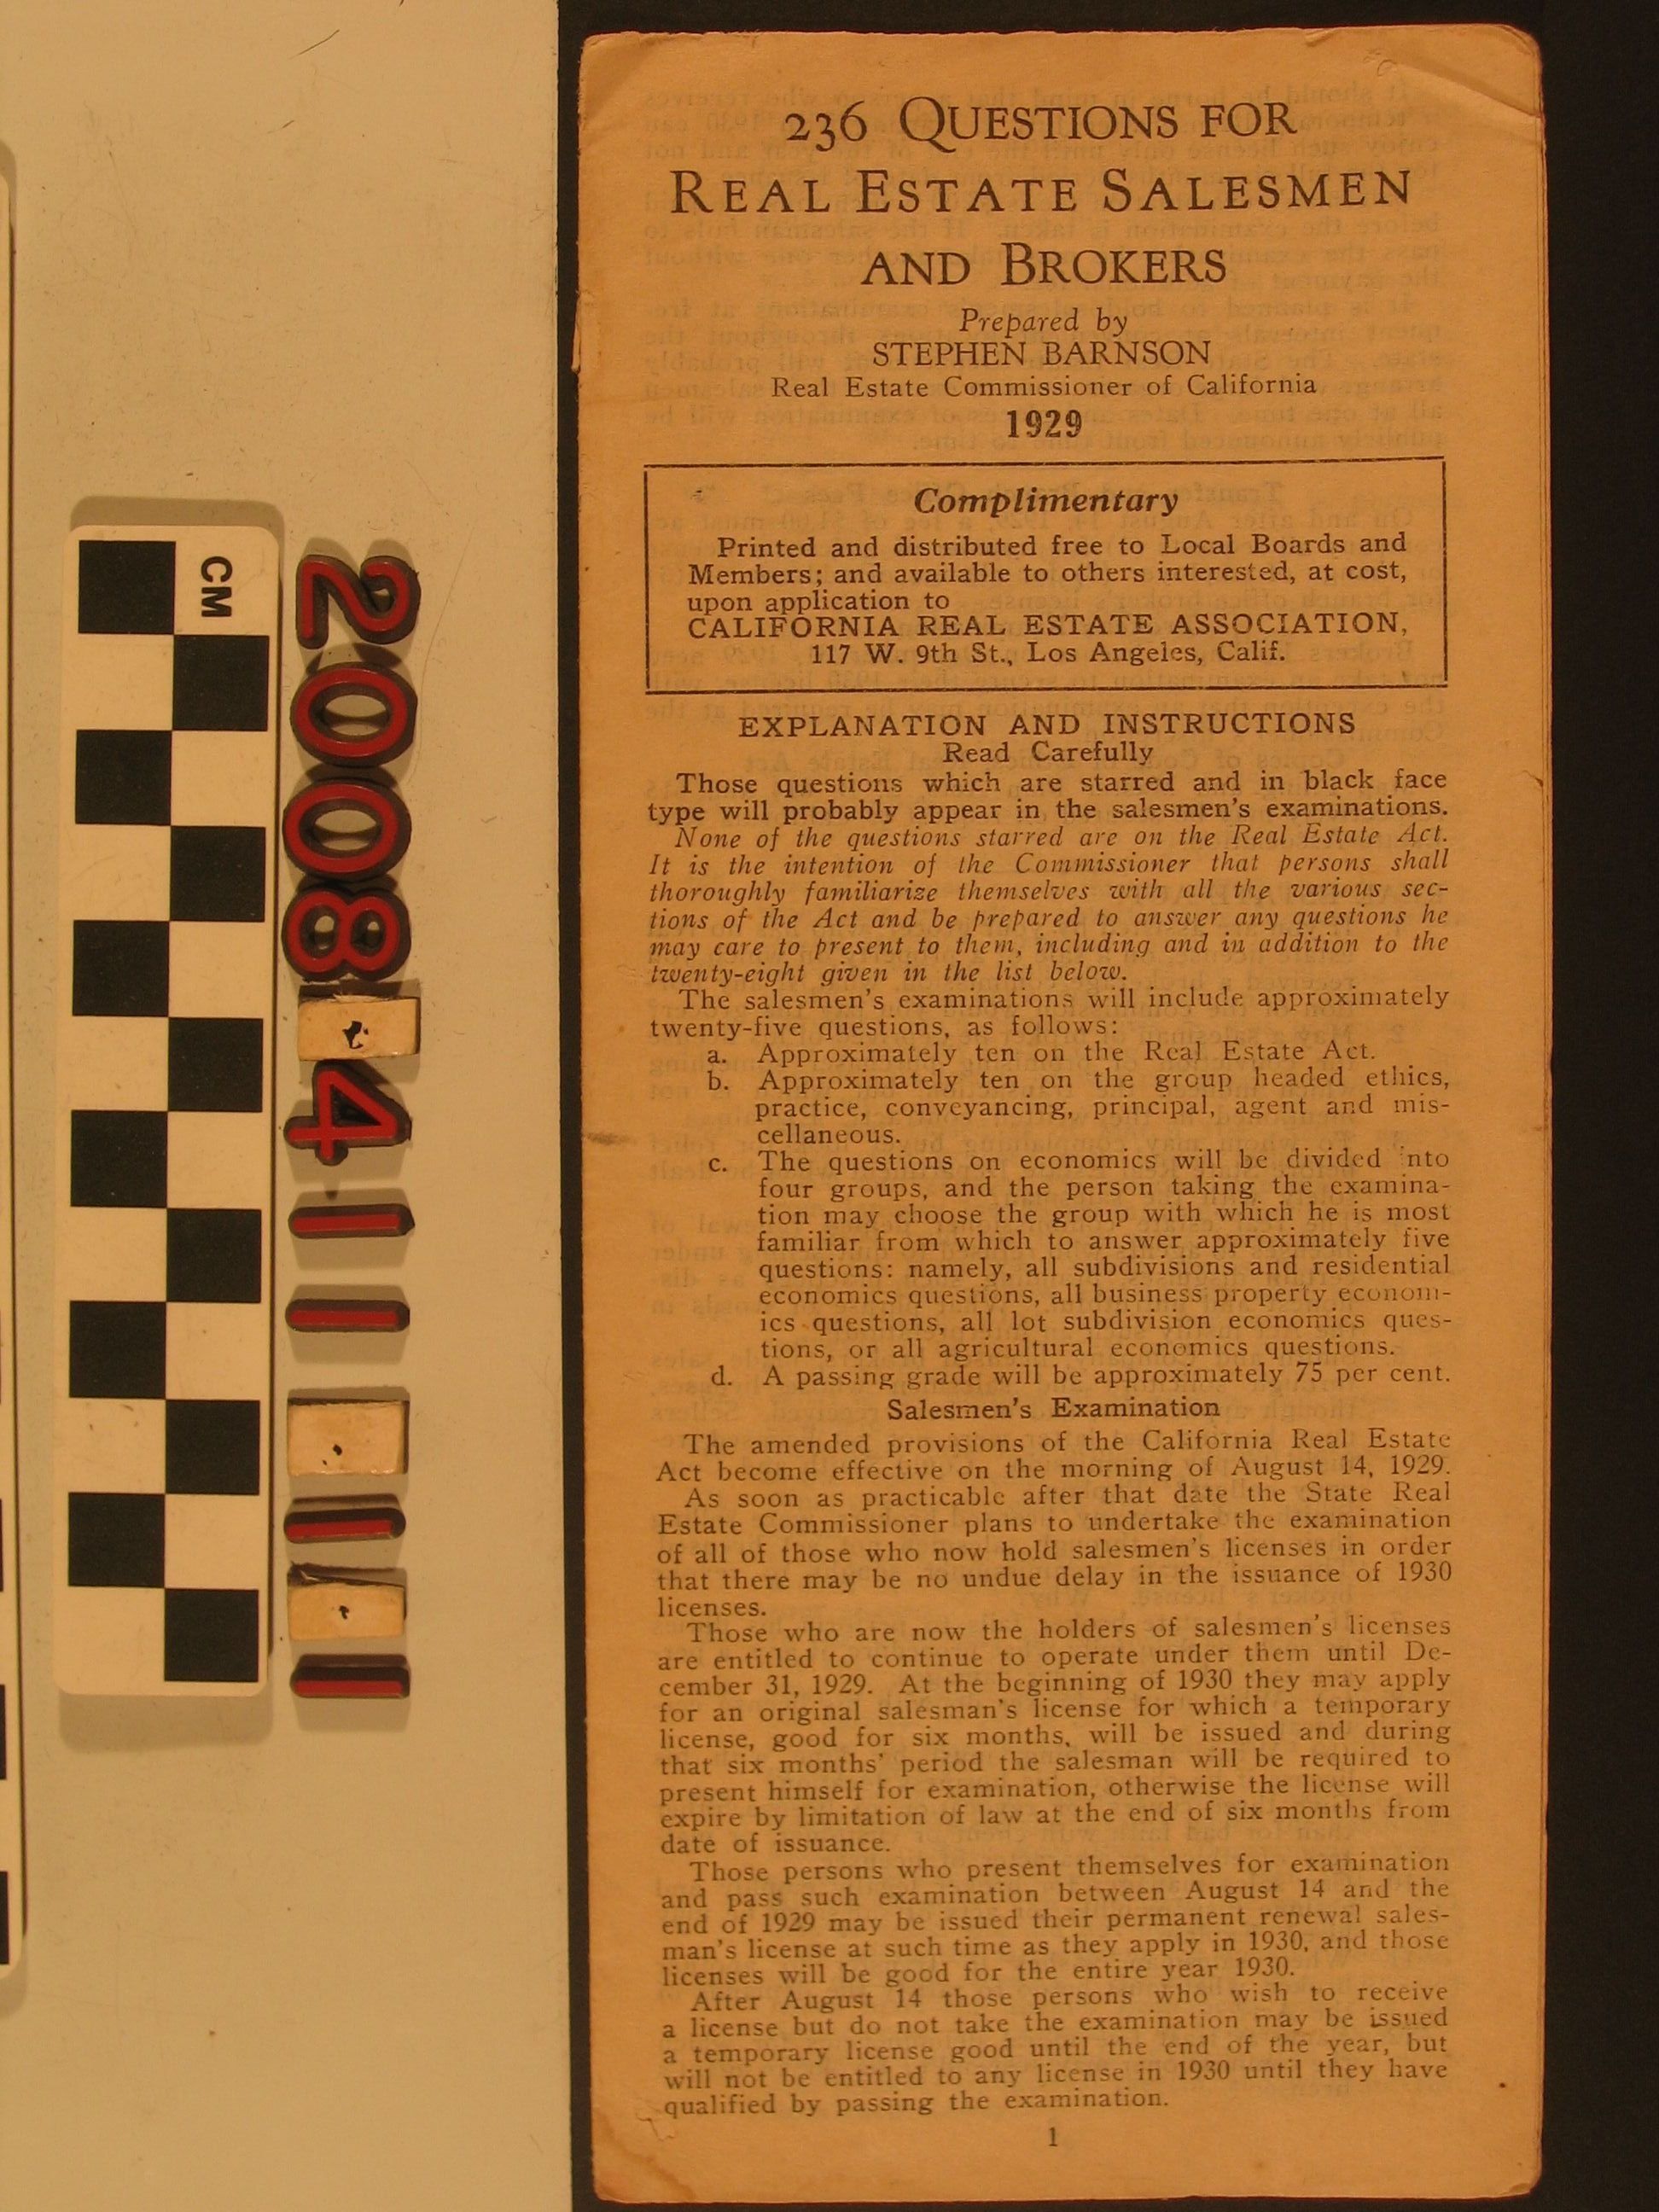 236 QUESTIONS FOR
REAL ESTATE SALESMEN
AND BROKERS
Prepared by
STEPHEN BARNSON
Real Estate Commissioner of California
1929
Complimentary
Printed and distributed free to Local Boards and
Members; and available to others interested, at cost,
upon application to
CALIFORNIA REAL ESTATE ASSOCIATION,
117 W. 9th St., Los Angeles, Calif.
EXPLANATION AND INSTRUCTIONS
Read Carefully
Those questions which are starred and in black face
type will probably appear in the salesmen's examinations.
None of the questions starred are on the Real Estate Act.
It is the intention of the Commissioner that persons shall
thoroughly familiarize themselves with all the various sec-
tions of the Act and be prepared to answer any questions he
may care to present to them, including and in addition to the
twenty-eight given in the list below.
The salesmen's examinations will include approximately
twenty-five questions, as follows:
a. Approximately ten on the Real Estate Act.
b. Approximately ten on the group headed ethics,
practice, conveyancing, principal, agent and mis-
cellaneous.
c. The questions on economics will be divided into
four groups, and the person taking the examina-
tion may choose the group with which he is most
familiar from which to answer approximately five
questions: namely, all subdivisions and residential
economics questions, all business property econom-
ics questions, all lot subdivision economics ques-
tions, or all agricultural economics questions.
d. A passing grade will be approximately 75 per cent.
Salesmen's Examination
The amended provisions of the California Real Estate
Act become effective on the morning of August 14, 1929.
As soon as practicable after that date the State Real
Estate Commissioner plans to undertake the examination
of all of those who now hold salesmen's licenses in order
that there may be no undue delay in the issuance of 1930
licenses.
Those who are now the holders of salesmen's licenses
are entitled to continue to operate under them until De-
cember 31, 1929. At the beginning of 1930 they may apply
for an original salesman's license for which a temporary
license, good for six months, will be issued and during
that six months' period the salesman will be required to
present himself for examination, otherwise the license will
expire by limitation of law at the end of six months from
date of issuance.
Those persons who present themselves for examination
and pass such examination between August 14 and the
end of 1929 may be issued their permanent renewal sales-
man's license at such time as they apply in 1930, and those
licenses will be good for the entire year 1930.
After August 14 those persons who wish to receive
a license but do not take the examination may be issued
a temporary license good until the end of the year, but
will not be entitled to any license in 1930 until they have
qualified by passing the examination.
1
CM
2008 . 4 1 1 . 1 . 1